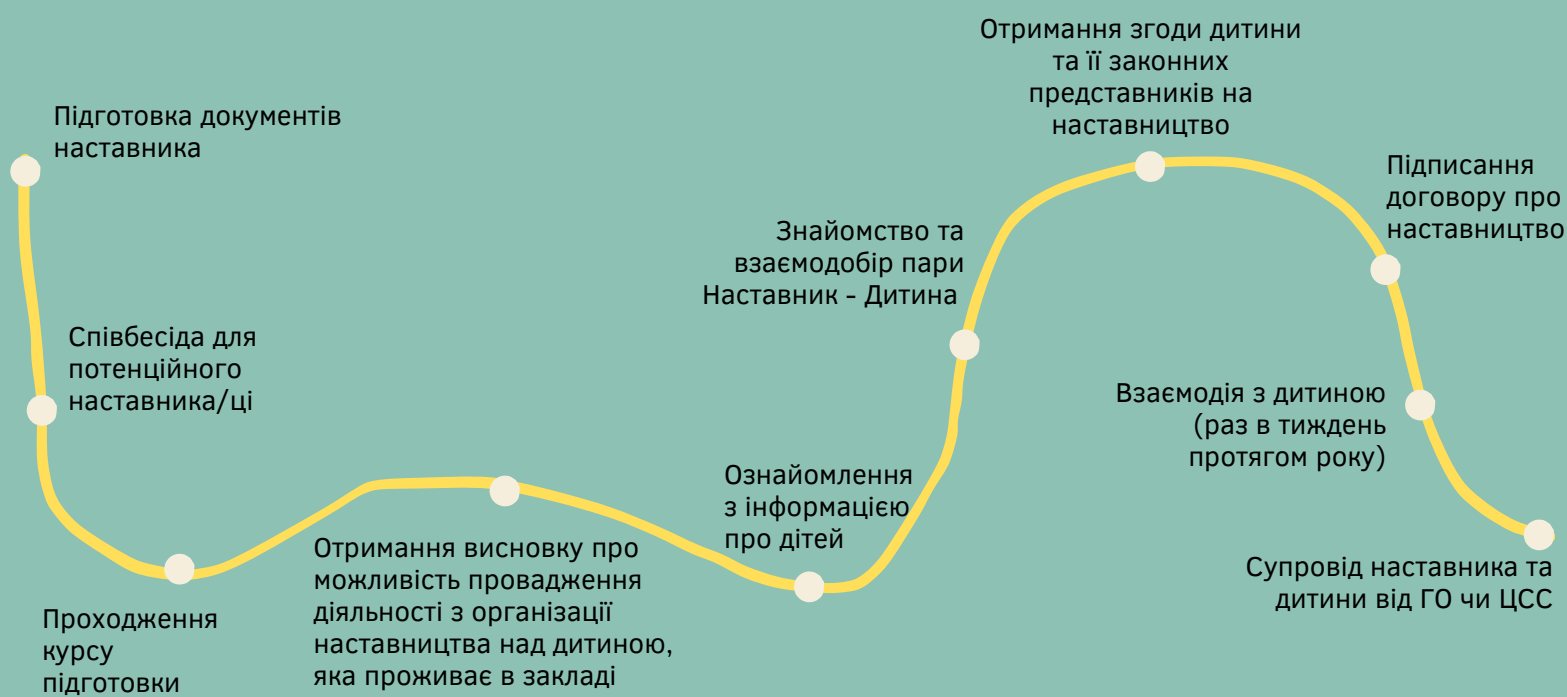 Підготовка документів
наставника
Співбесіда для
потенційного
наставника/ці
Проходження
курсу
підготовки
Отримання висновку про
можливість провадження
діяльності з організації
наставництва над дитиною,
яка проживає в закладі
Ознайомлення
з інформацією
про дітей
Знайомство та
взаємодобір пари
Наставник - Дитина
Отримання згоди дитини
та її законних
представників на
наставництво
Підписання
договору про
наставництво
Взаємодія з дитиною
(раз в тиждень
протягом року)
Супровід наставника та
дитини від ГО чи ЦСС